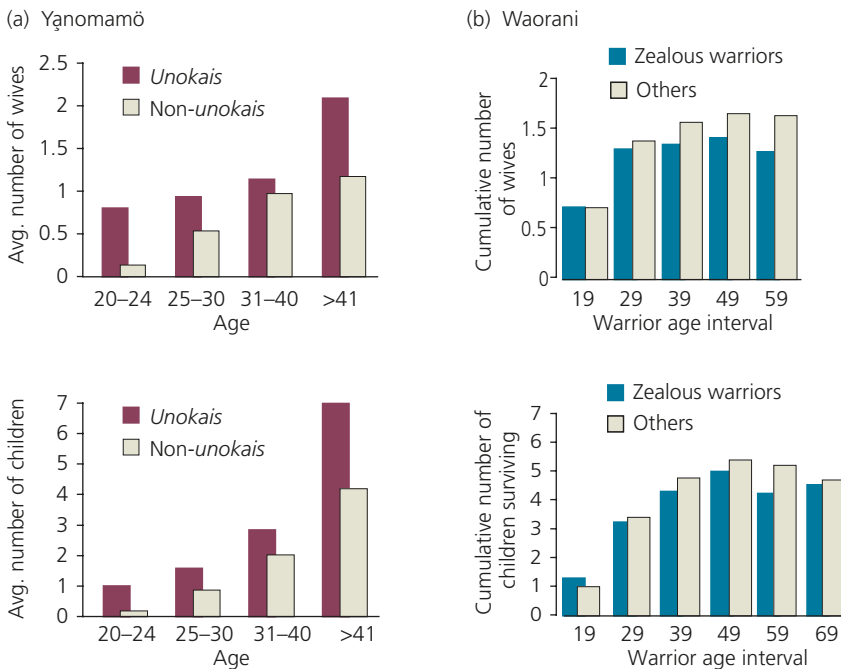 (a) Yạnomamö
Unokais
Non-unokais
Avg. number of wives
2.5
2
1.5
1
0.5
0
20–24 25–30 31–40 >41
Age
Unokais
Non-unokais
Avg. number of children
7
6
5
4
3
2
1
0
20–24 25–30 31–40 >41
Age
(b) Waorani
Zealous warriors
Others
Cumulative number
of wives
2
1.5
1
0.5
0
19 29 39 49 59
Warrior age interval
Zealous warriors
Others
Cumulative number of
children surviving
7
6
5
4
3
2
1
0
19 29 39 49 59 69
Warrior age interval